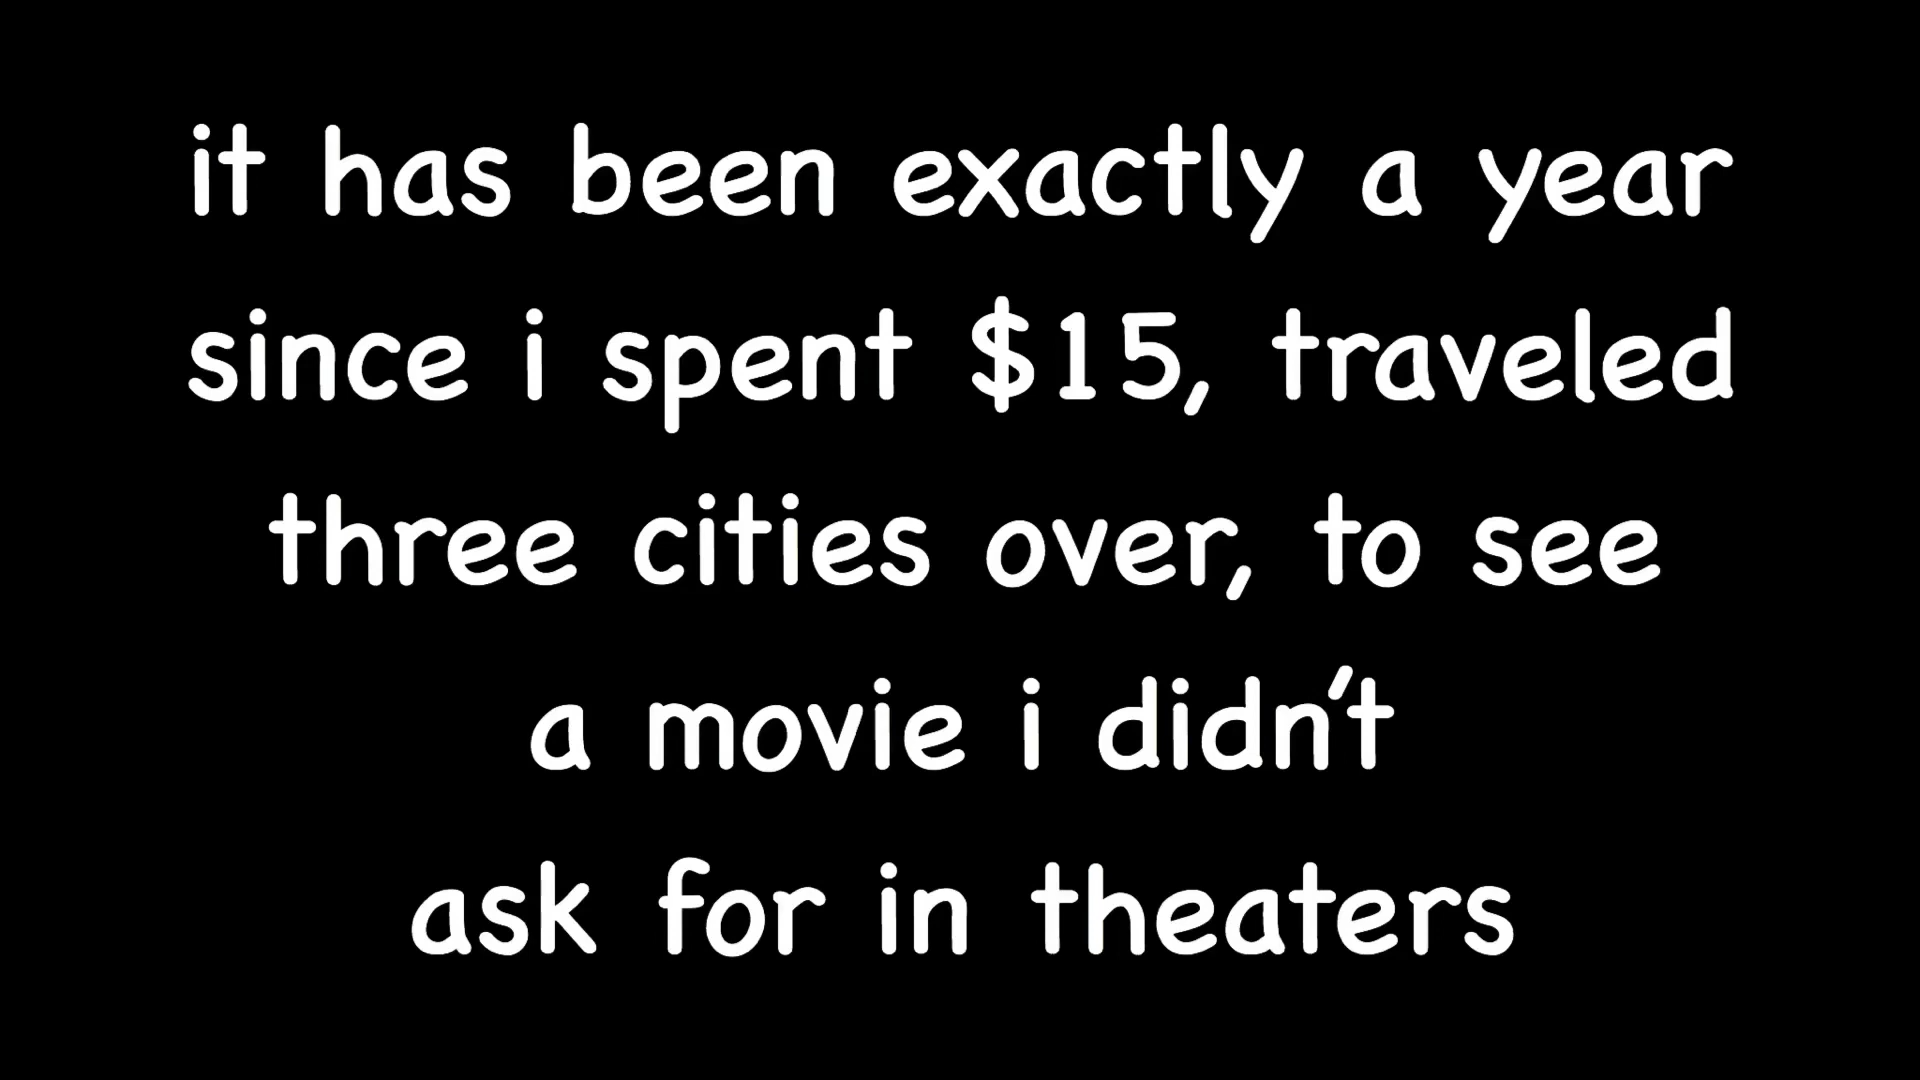 it has been exactly a year
since i spent $15, traveled
three cities over, to see
a movie i didn't
ask for in theaters